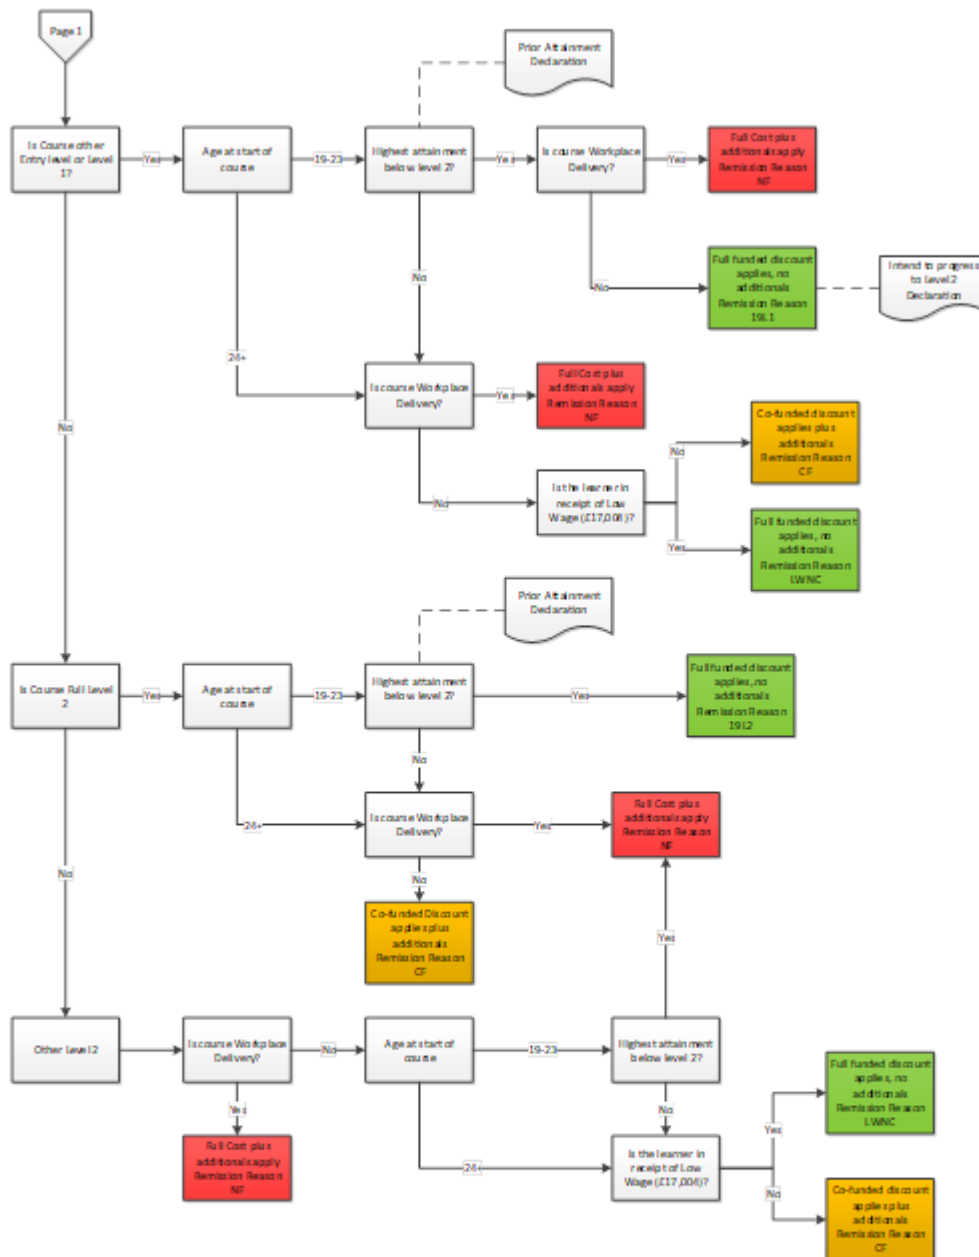 Page 1
Prior Attainment
Declaration
Is Course other
Entry level or Level
1?
Yes
Age at start of
course
19-23
Highest attainment
below level 2?
Yes
Is course Workplace
Delivery?
Yes
Full Cost plus
additionals apply
Remission Reason
NF
No
No
Full funded discount
applies, no
additionals
Remission Reason
19L1
Intend to progress
to Level 2
Declaration
24+
Is course Workplace
Delivery?
Yes
Full Cost plus
additionals apply
Remission Reason
NF
No
No
Is the learner in
receipt of Low
Wage (£17,004)?
No
Co-funded discount
applies plus
additionals
Remission Reason
CF
Yes
Full funded discount
applies, no
additionals
Remission Reason
LWNC
Prior Attainment
Declaration
Is Course Full Level
2
Yes
Age at start of
course
19-23
Highest attainment
below level 2?
Yes
Full funded discount
applies, no
additionals
Remission Reason
19L2
No
24+
Is course Workplace
Delivery?
Yes
Full Cost plus
additionals apply
Remission Reason
NF
No
No
Co-funded Discount
applies plus
additionals
Remission Reason
CF
Yes
Other Level 2
Is course Workplace
Delivery?
No
Age at start of
course
19-23
Highest attainment
below level 2?
Yes
Full Cost plus
additionals apply
Remission Reason
NF
24+
No
Is the learner in
receipt of Low
Wage (£17,004)?
Yes
Full funded discount
applies, no
additionals
Remission Reason
LWNC
No
Co-funded discount
applies plus
additionals
Remission Reason
CF